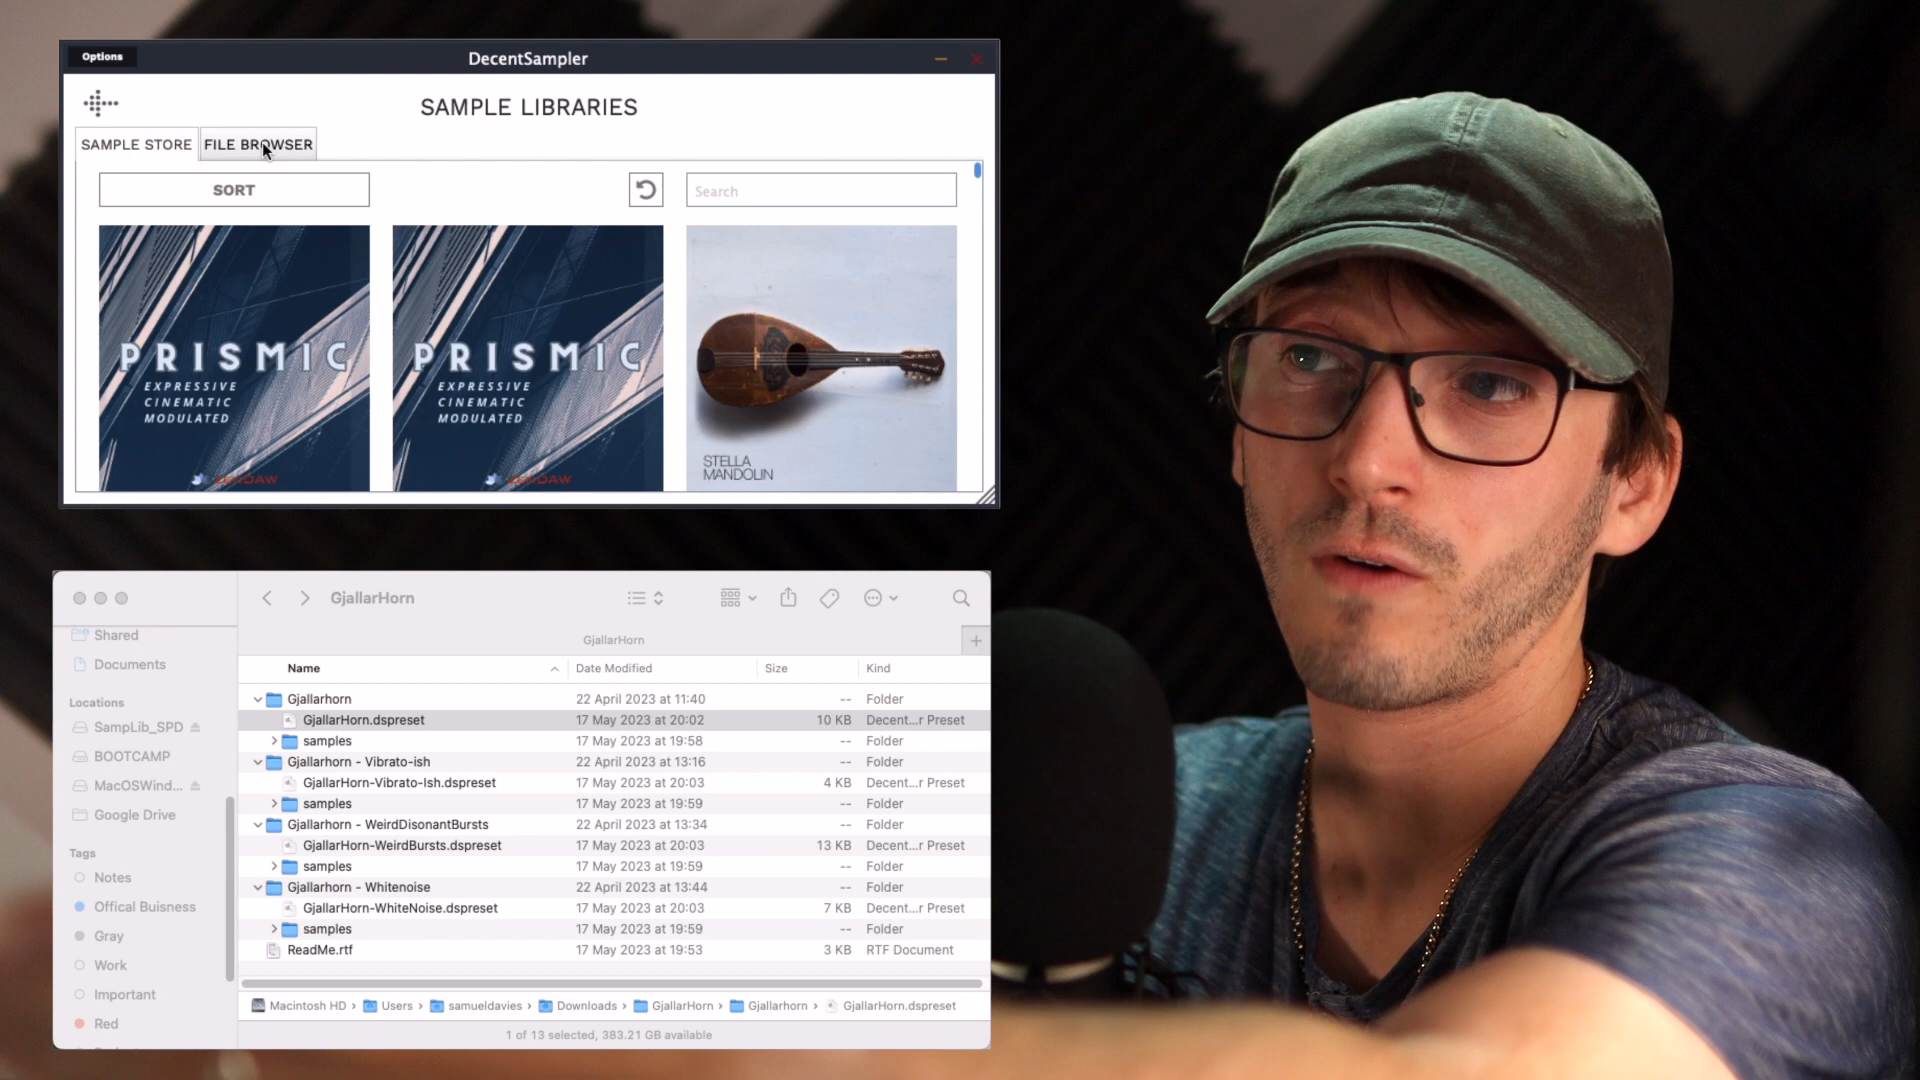 Options
DecentSampler
SAMPLE LIBRARIES
SAMPLE STORE
FILE BROWSER
SORT
Search
PRISMIC
EXPRESSIVE
CINEMATIC
MODULATED
PRISMIC
EXPRESSIVE
CINEMATIC
MODULATED
STELLA
MANDOLIN
GjallarHorn
GjallarHorn
Shared
Documents
Locations
SampLib_SPD
BOOTCAMP
MacOSWind...
Google Drive
Tags
Notes
Offical Buisness
Gray
Work
Important
Red
Name Date Modified Size Kind
Gjallarhorn 22 April 2023 at 11:40 -- Folder
GjallarHorn.dspreset 17 May 2023 at 20:02 10 KB Decent...r Preset
samples 17 May 2023 at 19:58 -- Folder
Gjallarhorn - Vibrato-ish 22 April 2023 at 13:16 -- Folder
GjallarHorn-Vibrato-Ish.dspreset 17 May 2023 at 20:03 4 KB Decent...r Preset
samples 17 May 2023 at 19:59 -- Folder
Gjallarhorn - WeirdDisonantBursts 22 April 2023 at 13:34 -- Folder
GjallarHorn-WeirdBursts.dspreset 17 May 2023 at 20:03 13 KB Decent...r Preset
samples 17 May 2023 at 19:59 -- Folder
Gjallarhorn - Whitenoise 22 April 2023 at 13:44 -- Folder
GjallarHorn-WhiteNoise.dspreset 17 May 2023 at 20:03 7 KB Decent...r Preset
samples 17 May 2023 at 19:59 -- Folder
ReadMe.rtf 17 May 2023 at 19:53 3 KB RTF Document
Macintosh HD › Users › samueldavies › Downloads › GjallarHorn › Gjallarhorn › GjallarHorn.dspreset
1 of 13 selected, 383.21 GB available